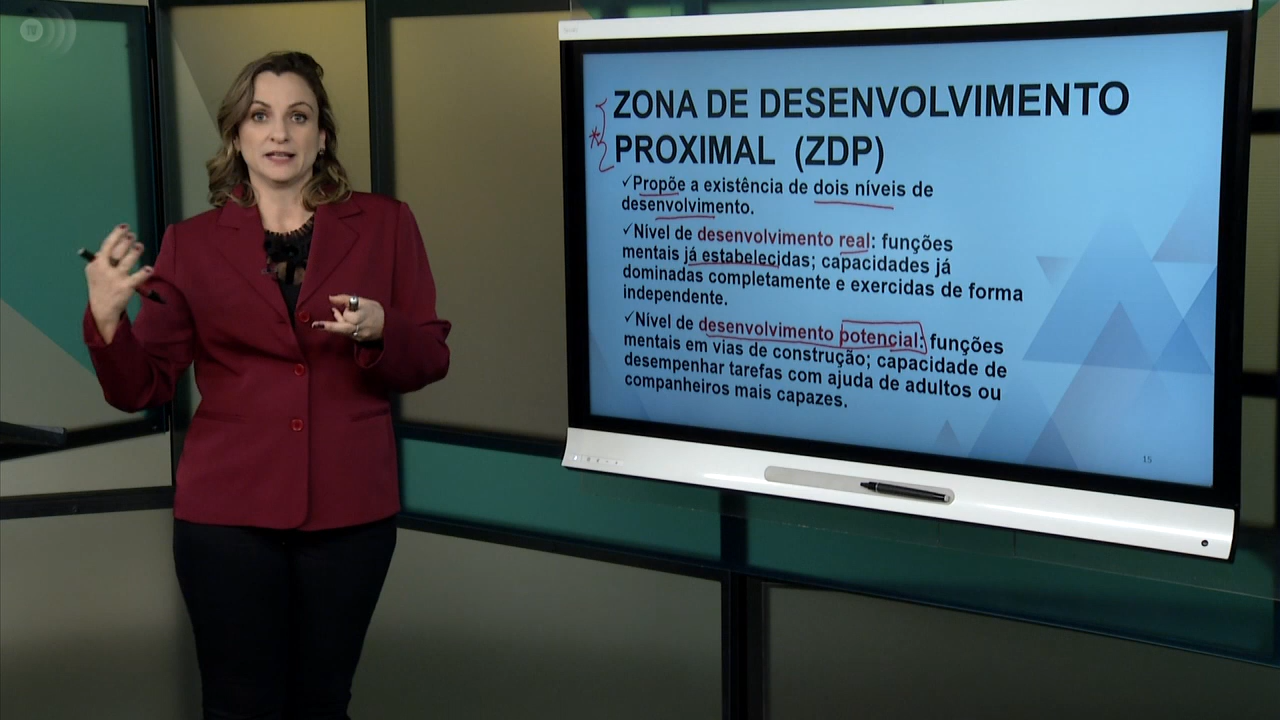 TV
ZONA DE DESENVOLVIMENTO
PROXIMAL (ZDP)
✓Propõe a existência de dois níveis de
desenvolvimento.
✓Nível de desenvolvimento real: funções
mentais já estabelecidas; capacidades já
dominadas completamente e exercidas de forma
independente.
✓Nível de desenvolvimento potencial: funções
mentais em vias de construção; capacidade de
desempenhar tarefas com ajuda de adultos ou
companheiros mais capazes.
15